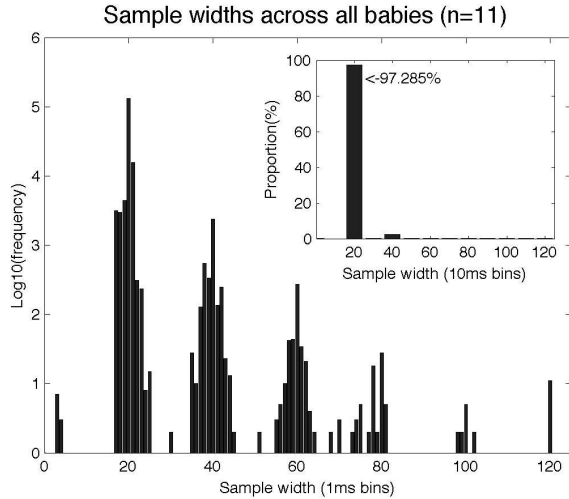 Sample widths across all babies (n=11)
Log10(frequency)
6
5
4
3
2
1
0
0 20 40 60 80 100 120
Sample width (1ms bins)
Proportion(%)
100
80
60
40
20
0
<-97.285%
20 40 60 80 100 120
Sample width (10ms bins)